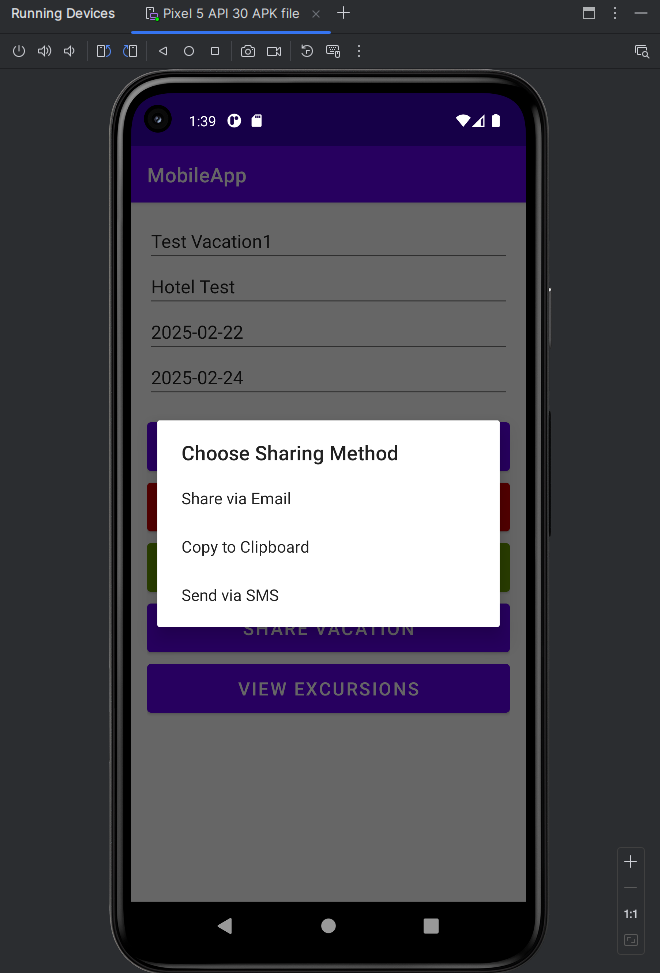 Running Devices
Pixel 5 API 30 APK file
1:39
MobileApp
Test Vacation1
Hotel Test
2025-02-22
2025-02-24
Choose Sharing Method
Share via Email
Copy to Clipboard
Send via SMS
SHARE VACATION
VIEW EXCURSIONS
1:1